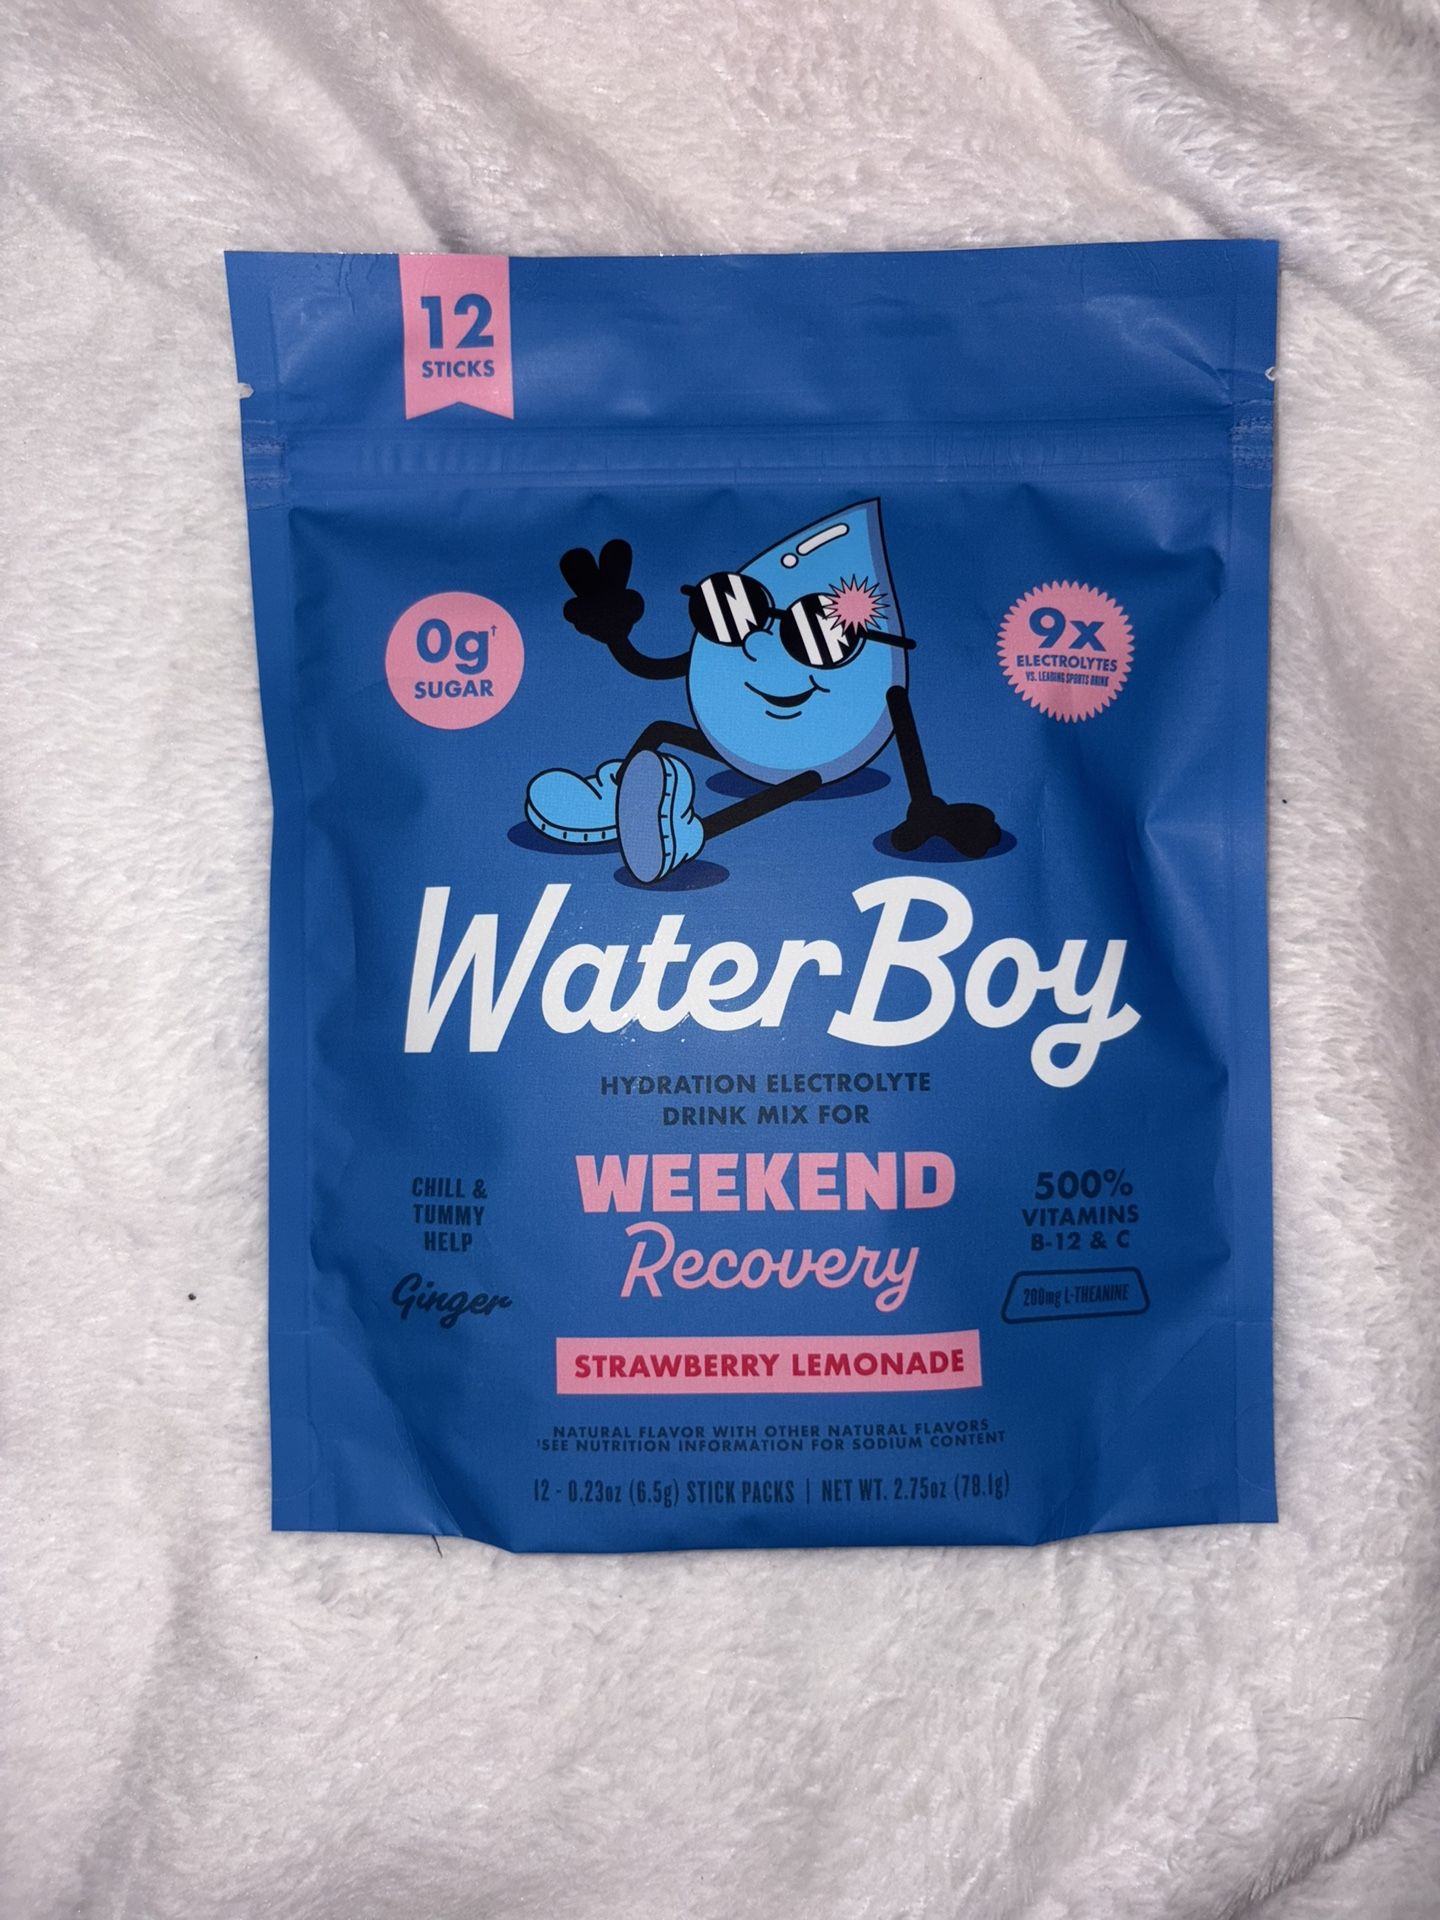 12
STICKS
0g†
SUGAR
9x
ELECTROLYTES
VS. LEADING SPORTS DRINK
WaterBoy
HYDRATION ELECTROLYTE
DRINK MIX FOR
WEEKEND
Recovery
CHILL &
TUMMY
HELP
Ginger
500%
VITAMINS
B-12 & C
200mg L-THEANINE
STRAWBERRY LEMONADE
NATURAL FLAVOR WITH OTHER NATURAL FLAVORS
†SEE NUTRITION INFORMATION FOR SODIUM CONTENT
12 - 0.23oz (6.5g) STICK PACKS | NET WT. 2.75oz (78.1g)